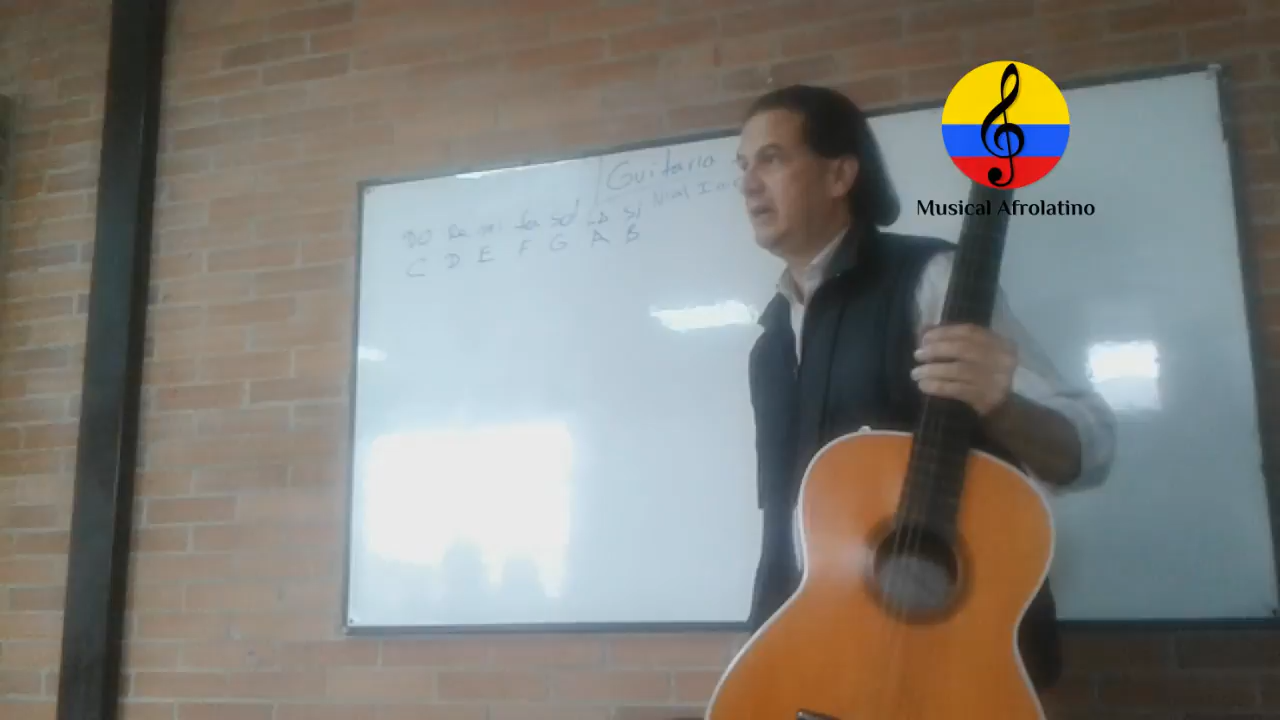 Guitarra
DO Re mi fa sol La Si
C D E F G A B
Musical Afrolatino